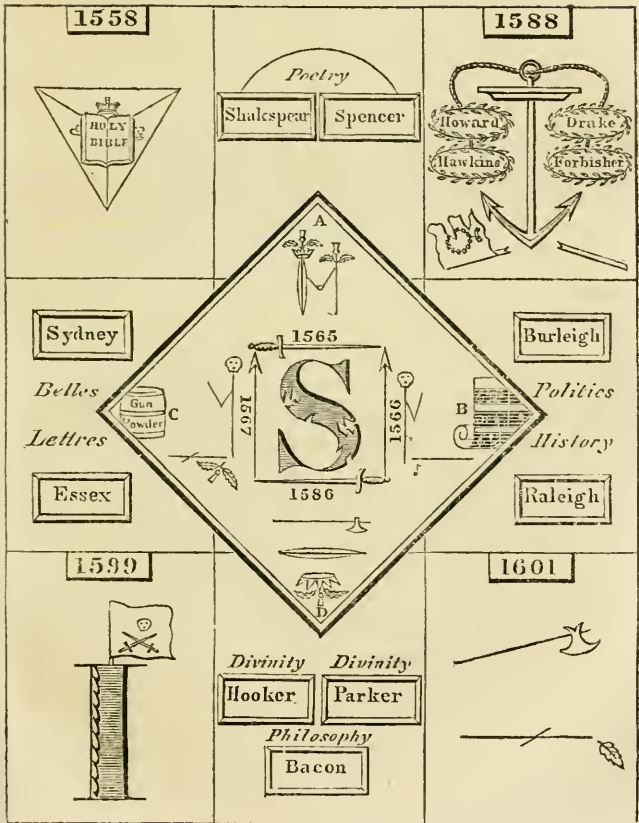 1558
1588
Poetry
Shakspear Spencer
HOLY
BIBLE
Howard Drake
Hawkins Forbisher
A
Sydney
Burleigh
1565
Belles
Politics
Gun
Powder
C
1567
S
1566
B
Lettres
History
Essex
1586
Raleigh
D
1599
1601
Divinity Divinity
Hooker Parker
Philosophy
Bacon